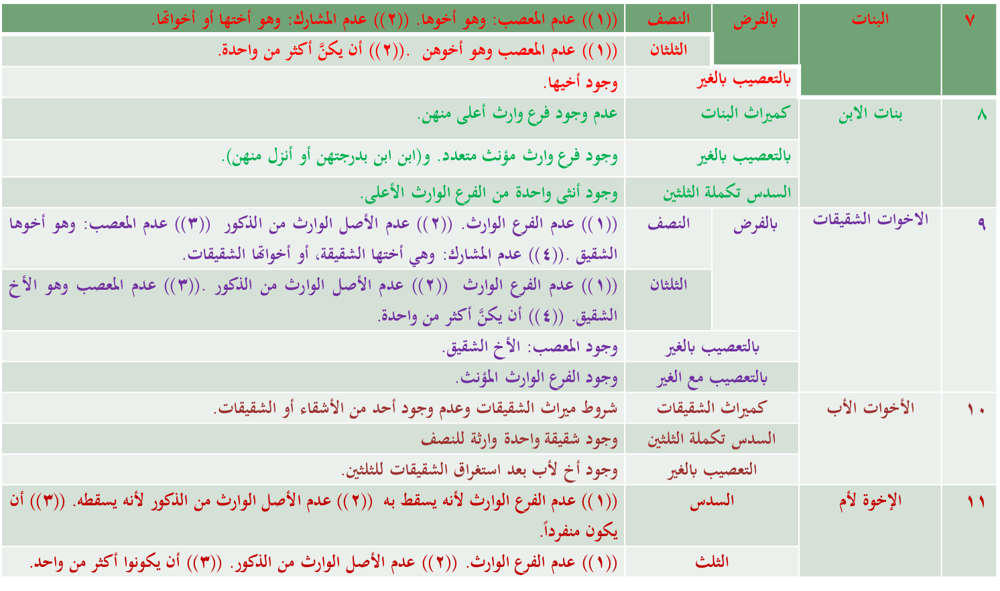 ٧ البنات بالفرض النصف ((١)) عدم المعصب: وهو أخوها. ((٢)) عدم المشارك: وهو أختها أو أخواتها.
الثلثان ((١)) عدم المعصب وهو أخوهن .((٢)) أن يكنَّ أكثر من واحدة.
بالتعصيب بالغير وجود أخيها.
٨ بنات الابن كميراث البنات عدم وجود فرع وارث أعلى منهن.
بالتعصيب بالغير وجود فرع وارث مؤنث متعدد. و(ابن ابن بدرجتهن أو أنزل منهن).
السدس تكملة الثلثين وجود أنثى واحدة من الفرع الوارث الأعلى.
٩ الاخوات الشقيقات بالفرض النصف ((١)) عدم الفرع الوارث. ((٢)) عدم الأصل الوارث من الذكور ((٣)) عدم المعصب: وهو أخوها
الشقيق .((٤)) عدم المشارك: وهي أختها الشقيقة، أو أخواتها الشقيقات.
الثلثان ((١)) عدم الفرع الوارث ((٢)) عدم الأصل الوارث من الذكور .((٣)) عدم المعصب وهو الأخ
الشقيق. ((٤)) أن يكنَّ أكثر من واحدة.
بالتعصيب بالغير وجود المعصب: الأخ الشقيق.
بالتعصيب مع الغير وجود الفرع الوارث المؤنث.
١٠ الأخوات الأب كميراث الشقيقات شروط ميراث الشقيقات وعدم وجود أحد من الأشقاء أو الشقيقات.
السدس تكملة الثلثين وجود شقيقة واحدة وارثة للنصف
التعصيب بالغير وجود أخ لأب بعد استغراق الشقيقات للثلثين.
١١ الإخوة لأم السدس ((١)) عدم الفرع الوارث لأنه يسقط به ((٢)) عدم الأصل الوارث من الذكور لأنه يسقطه. ((٣)) أن
يكون منفرداً.
الثلث ((١)) عدم الفرع الوارث. ((٢)) عدم الأصل الوارث من الذكور. ((٣)) أن يكونوا أكثر من واحد.